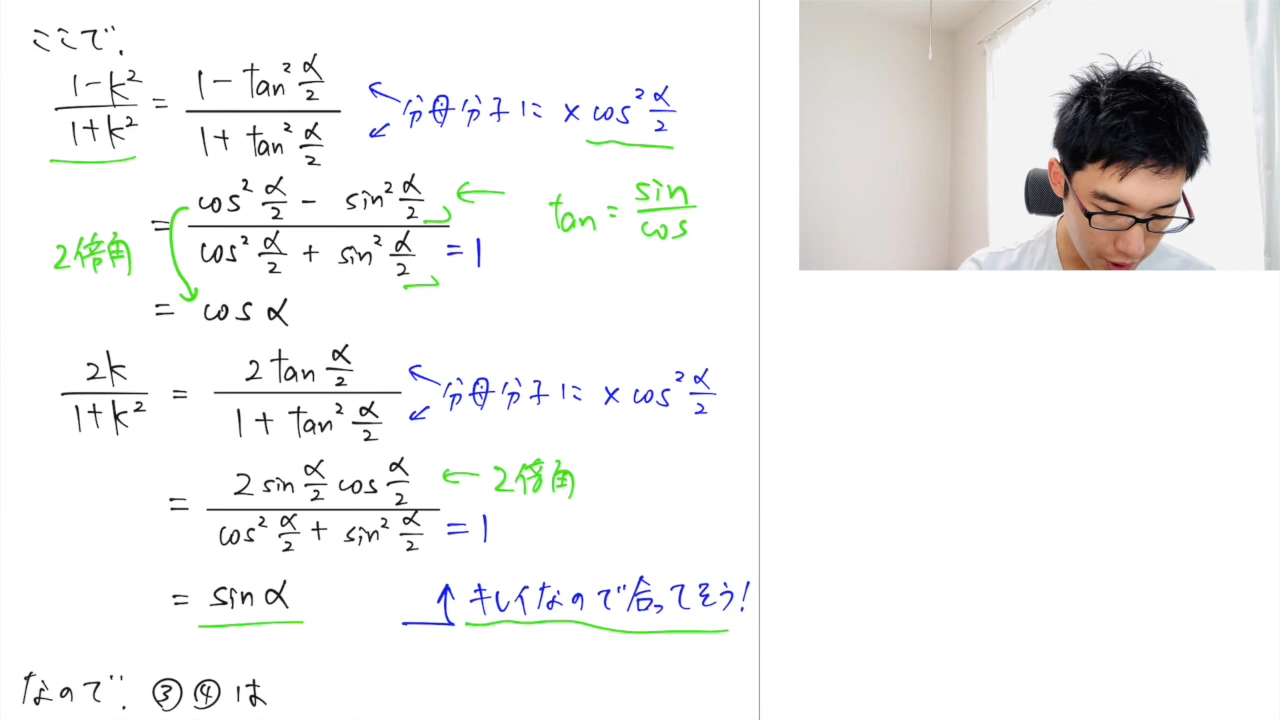 ここで、
(1-k²)/(1+k²) = (1-tan² α/2)/(1+tan² α/2) 分母分子に × cos² α/2
= (cos² α/2 - sin² α/2)/(cos² α/2 + sin² α/2) = 1
tan = sin/cos
2倍角
= cos α
2k/(1+k²) = (2 tan α/2)/(1+tan² α/2) 分母分子に × cos² α/2
= (2 sin α/2 cos α/2)/(cos² α/2 + sin² α/2) = 1
← 2倍角
= sin α ↑ キレイなので合ってそう!
なので、③④は